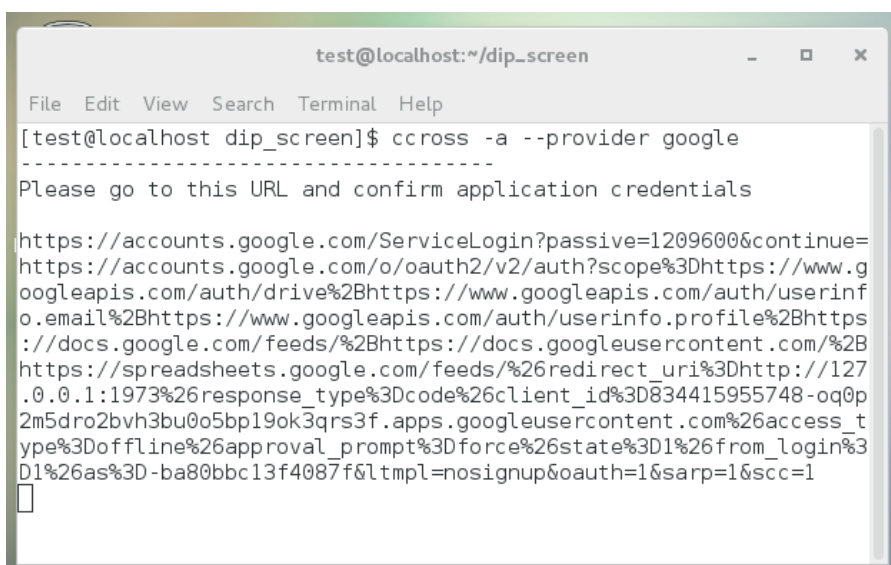 test@localhost:~/dip_screen
File Edit View Search Terminal Help
[test@localhost dip_screen]$ ccross -a --provider google
-------------------------------------
Please go to this URL and confirm application credentials
https://accounts.google.com/ServiceLogin?passive=1209600&continue=
https://accounts.google.com/o/oauth2/v2/auth?scope%3Dhttps://www.g
oogleapis.com/auth/drive%2Bhttps://www.googleapis.com/auth/userinf
o.email%2Bhttps://www.googleapis.com/auth/userinfo.profile%2Bhttps
://docs.google.com/feeds/%2Bhttps://docs.googleusercontent.com/%2B
https://spreadsheets.google.com/feeds/%26redirect_uri%3Dhttp://127
.0.0.1:1973%26response_type%3Dcode%26client_id%3D834415955748-oq0p
2m5dro2bvh3bu0o5bp19ok3qrs3f.apps.googleusercontent.com%26access_t
ype%3Doffline%26approval_prompt%3Dforce%26state%3D1%26from_login%3
D1%26as%3D-ba80bbc13f4087f&ltmpl=nosignup&oauth=1&sarp=1&scc=1